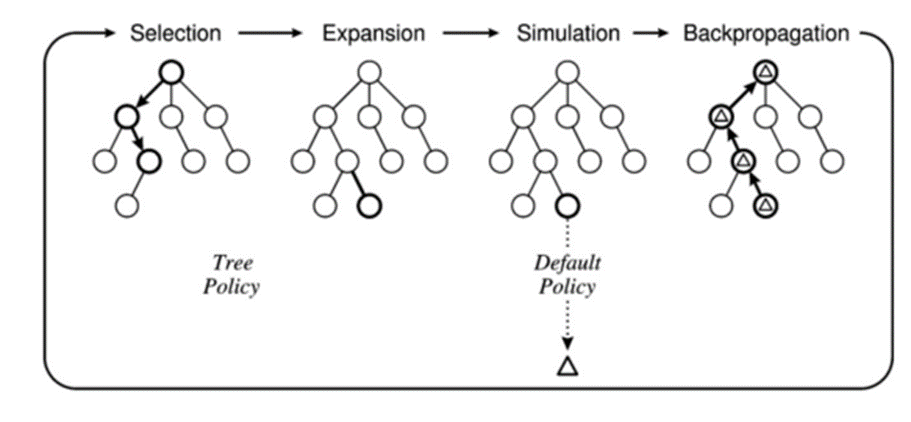 Selection
Expansion
Simulation
Backpropagation
Tree
Policy
Default
Policy